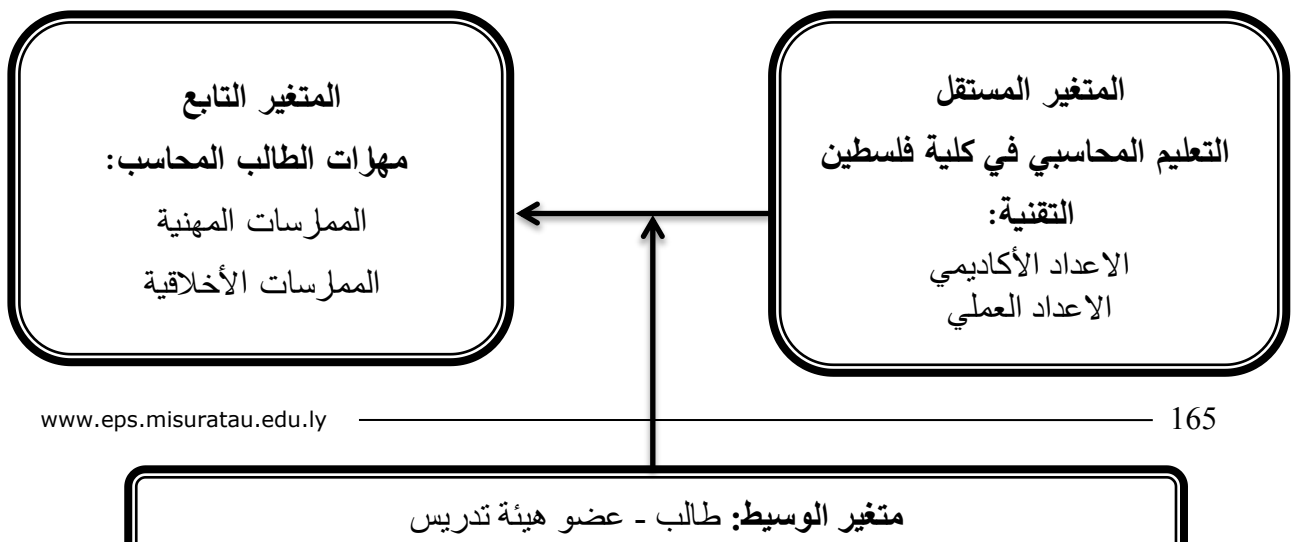 المتغير المستقل
التعليم المحاسبي في كلية فلسطين
التقنية:
الاعداد الأكاديمي
الاعداد العملي
المتغير التابع
مهارات الطالب المحاسب:
الممارسات المهنية
الممارسات الأخلاقية
www.eps.misuratau.edu.ly 165
متغير الوسيط: طالب - عضو هيئة تدريس